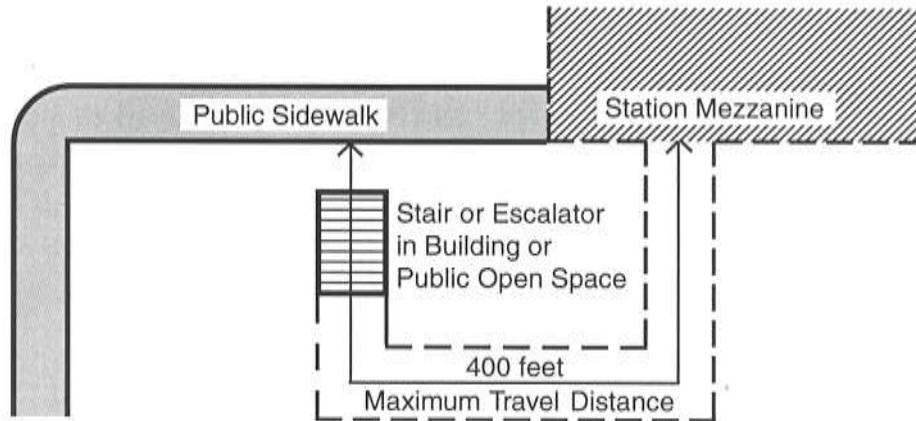 Public Sidewalk
Station Mezzanine
Stair or Escalator
in Building or
Public Open Space
400 feet
Maximum Travel Distance